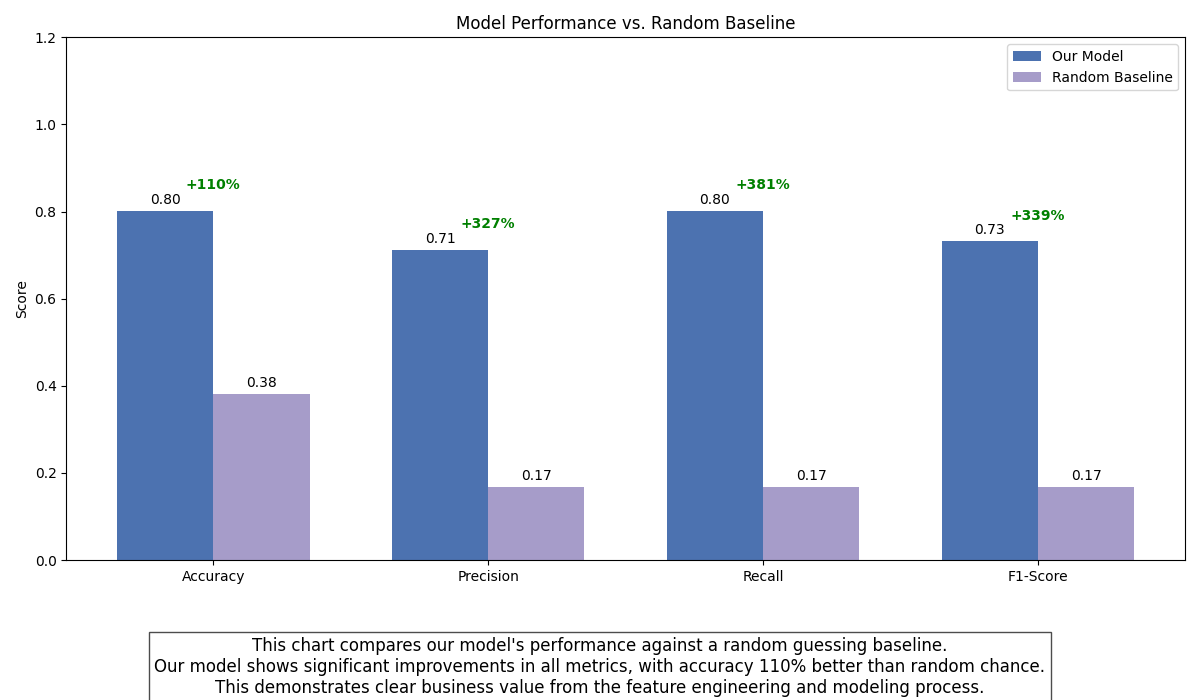 Model Performance vs. Random Baseline
Our Model
Random Baseline
Score
1.2
1.0
0.8
0.6
0.4
0.2
0.0
0.80
+110%
0.38
0.71
+327%
0.17
0.80
+381%
0.17
0.73
+339%
0.17
Accuracy
Precision
Recall
F1-Score
This chart compares our model's performance against a random guessing baseline.
Our model shows significant improvements in all metrics, with accuracy 110% better than random chance.
This demonstrates clear business value from the feature engineering and modeling process.